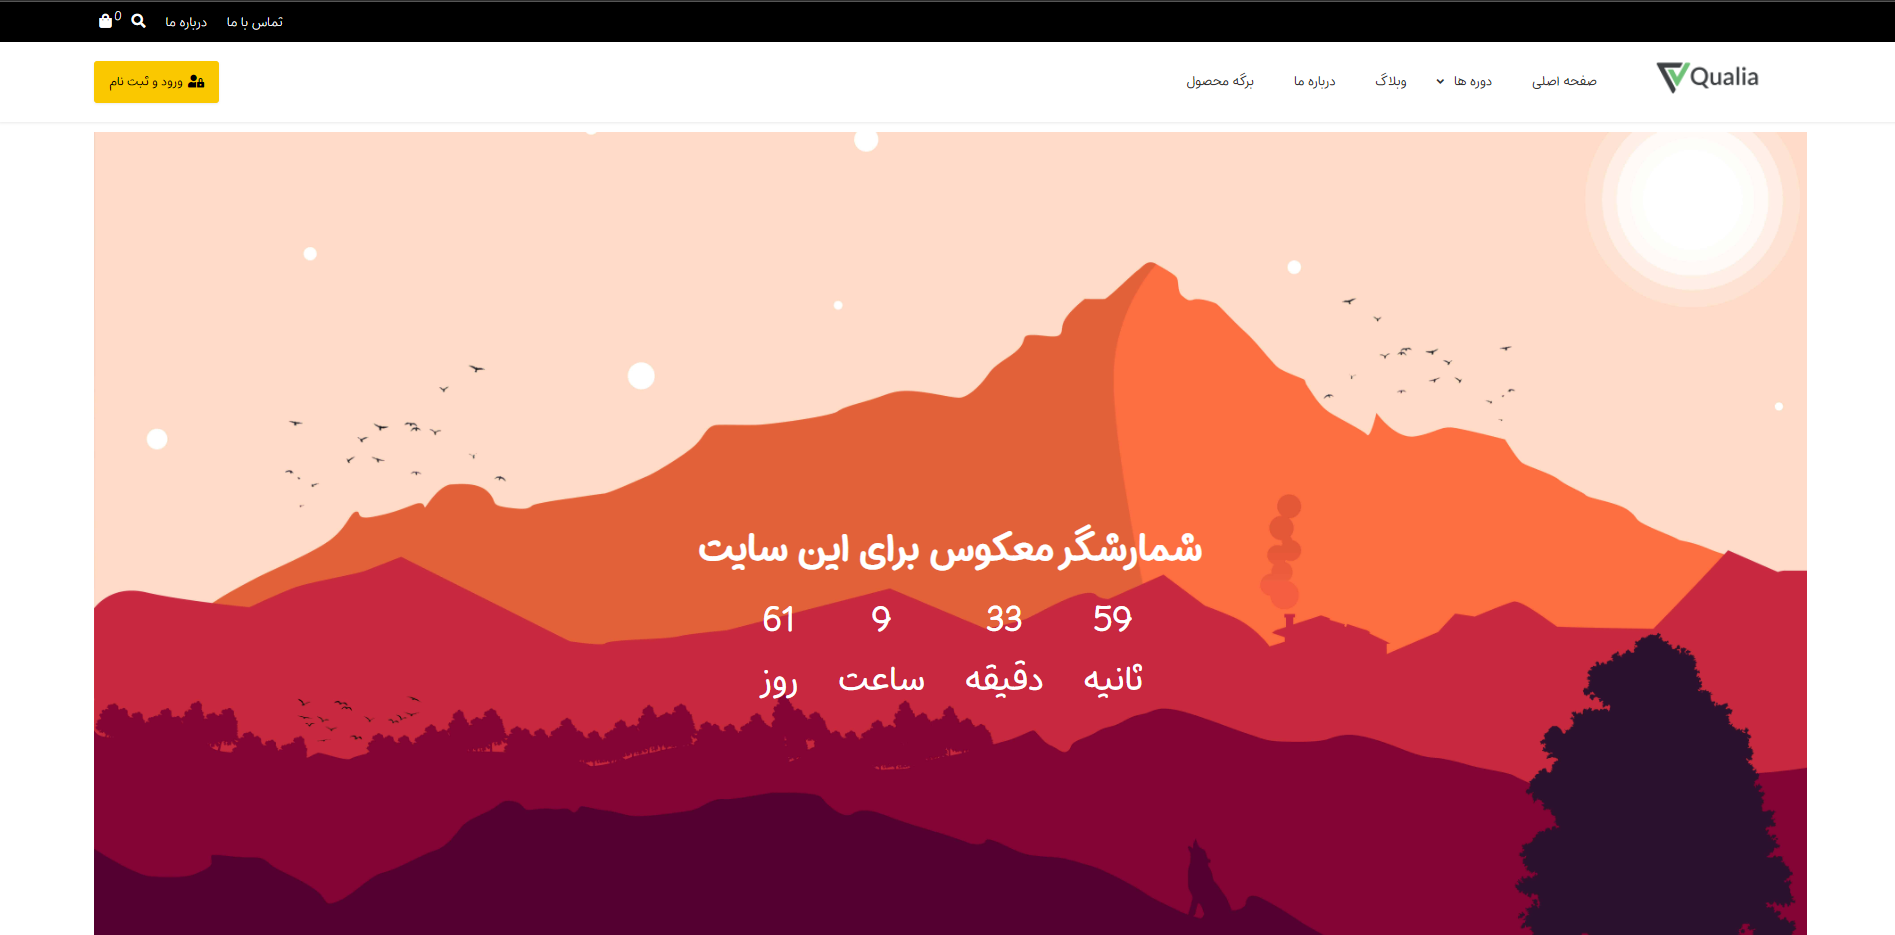 تماس با ما
درباره ما
0
Qualia
صفحه اصلی
دوره ها
وبلاگ
درباره ما
برگه محصول
ورود و ثبت نام
شمارشگر معکوس برای این سایت
59 33 9 61
ثانیه دقیقه ساعت روز